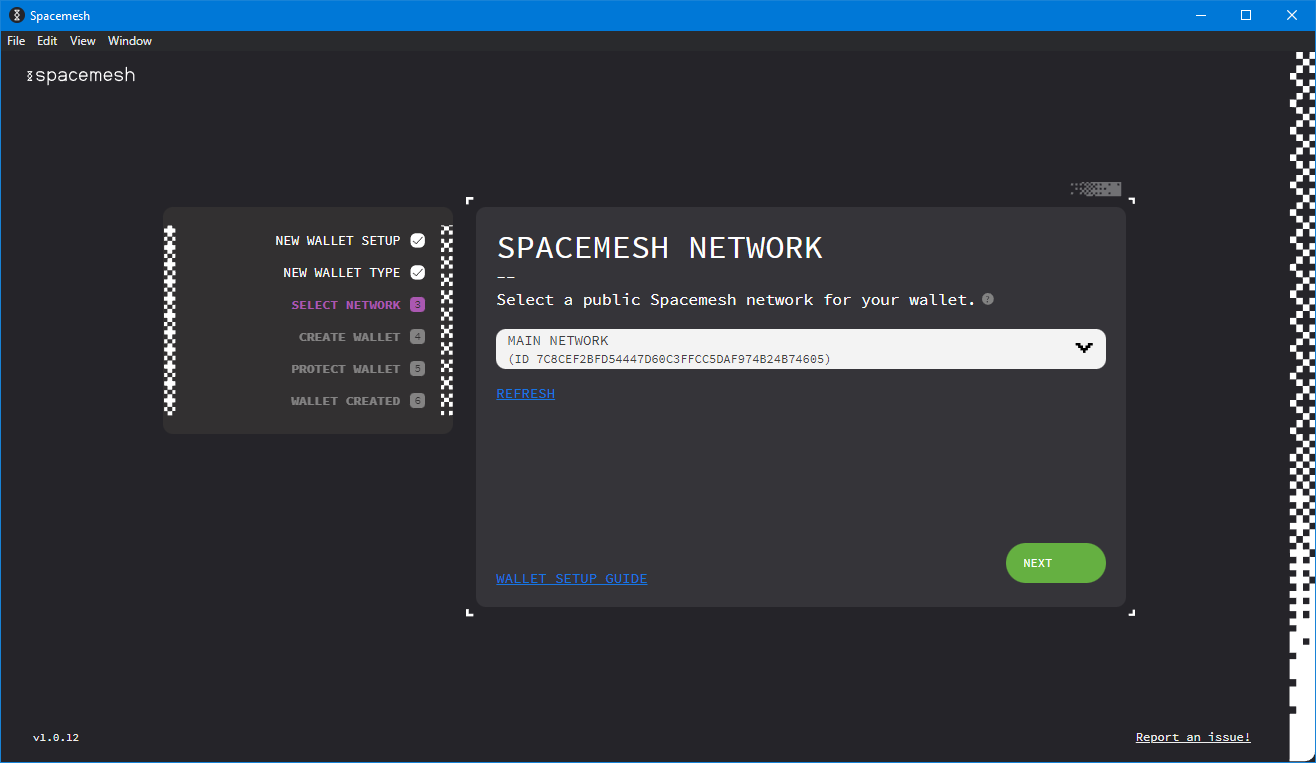 Spacemesh
File Edit View Window
spacemesh
NEW WALLET SETUP
NEW WALLET TYPE
SELECT NETWORK 3
CREATE WALLET 4
PROTECT WALLET 5
WALLET CREATED 6
SPACEMESH NETWORK
--
Select a public Spacemesh network for your wallet. ?
MAIN NETWORK
(ID 7C8CEF2BFD54447D60C3FFCC5DAF974B24B74605)
REFRESH
WALLET SETUP GUIDE
NEXT
v1.0.12
Report an issue!